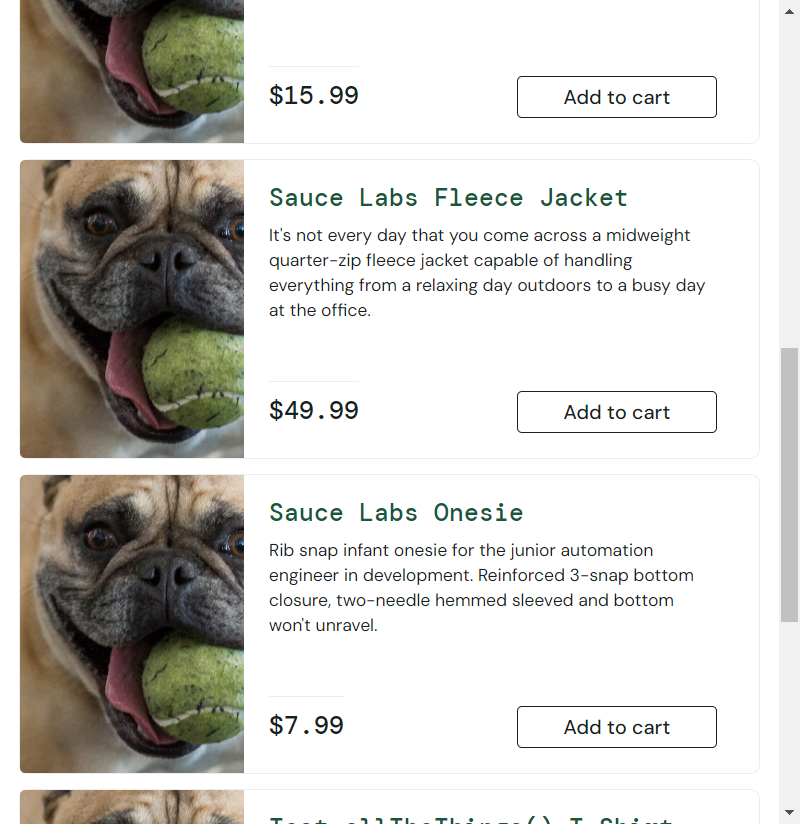 $15.99
Add to cart
Sauce Labs Fleece Jacket
It's not every day that you come across a midweight
quarter-zip fleece jacket capable of handling
everything from a relaxing day outdoors to a busy day
at the office.
$49.99
Add to cart
Sauce Labs Onesie
Rib snap infant onesie for the junior automation
engineer in development. Reinforced 3-snap bottom
closure, two-needle hemmed sleeved and bottom
won't unravel.
$7.99
Add to cart
Test.allTheThings() T-Shirt